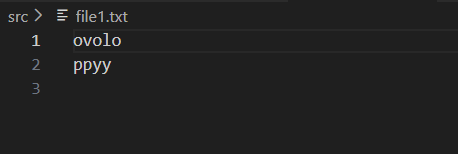 src > file1.txt
1 ovolo
2 ppyy
3